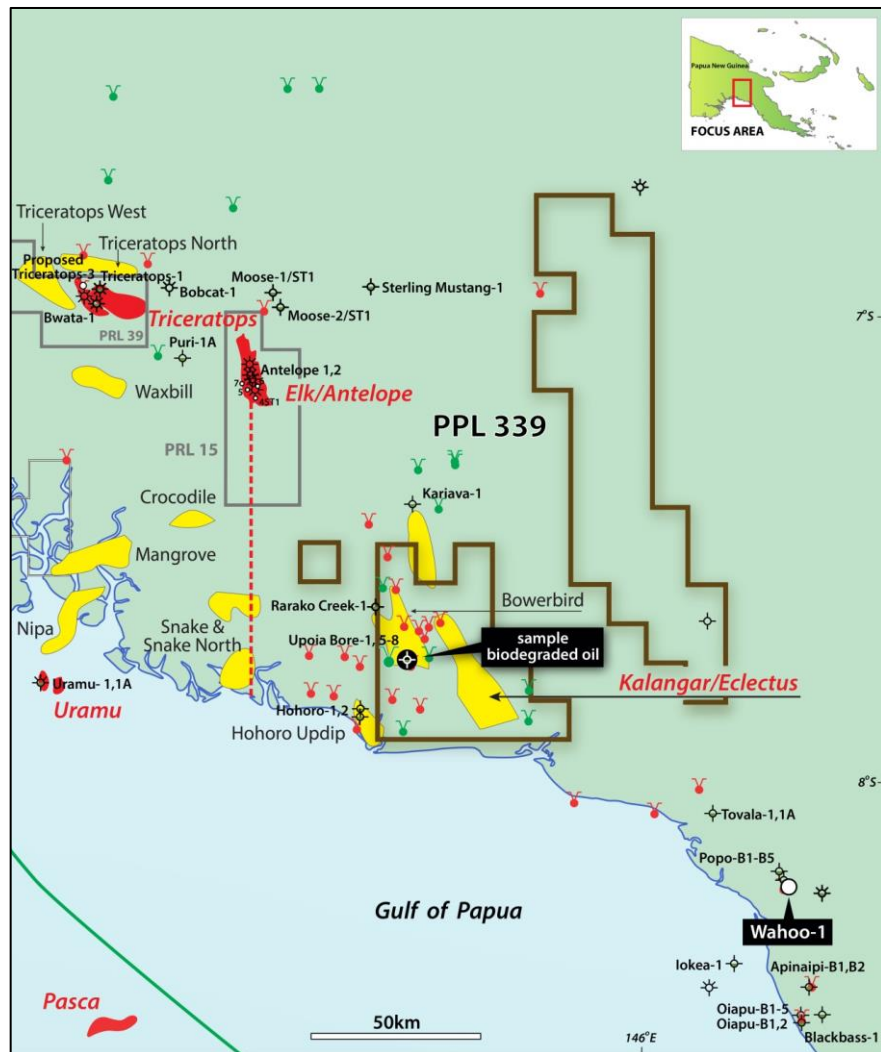 Papua New Guinea
FOCUS AREA
Triceratops West
Triceratops North
Proposed
Triceratops-3
Triceratops-1
Bobcat-1
Moose-1/ST1
Sterling Mustang-1
Bwata-1
Triceratops
Moose-2/ST1
7°S
PRL 39
Puri-1A
Antelope 1,2
Waxbill
Elk/Antelope
PPL 339
PRL 15
Kariava-1
Crocodile
Mangrove
Rarako Creek-1
Bowerbird
Nipa
Snake &
Snake North
Upoia Bore-1, 5-8
sample
biodegraded oil
Uramu- 1,1A
Kalangar/Eclectus
Uramu
Hohoro-1,2
Hohoro Updip
8°S
Tovala-1,1A
Popo-B1-B5
Gulf of Papua
Wahoo-1
Iokea-1
Apinaipi-B1,B2
Pasca
50km
146°E
Oiapu-B1-5
Oiapu-B1,2
Blackbass-1